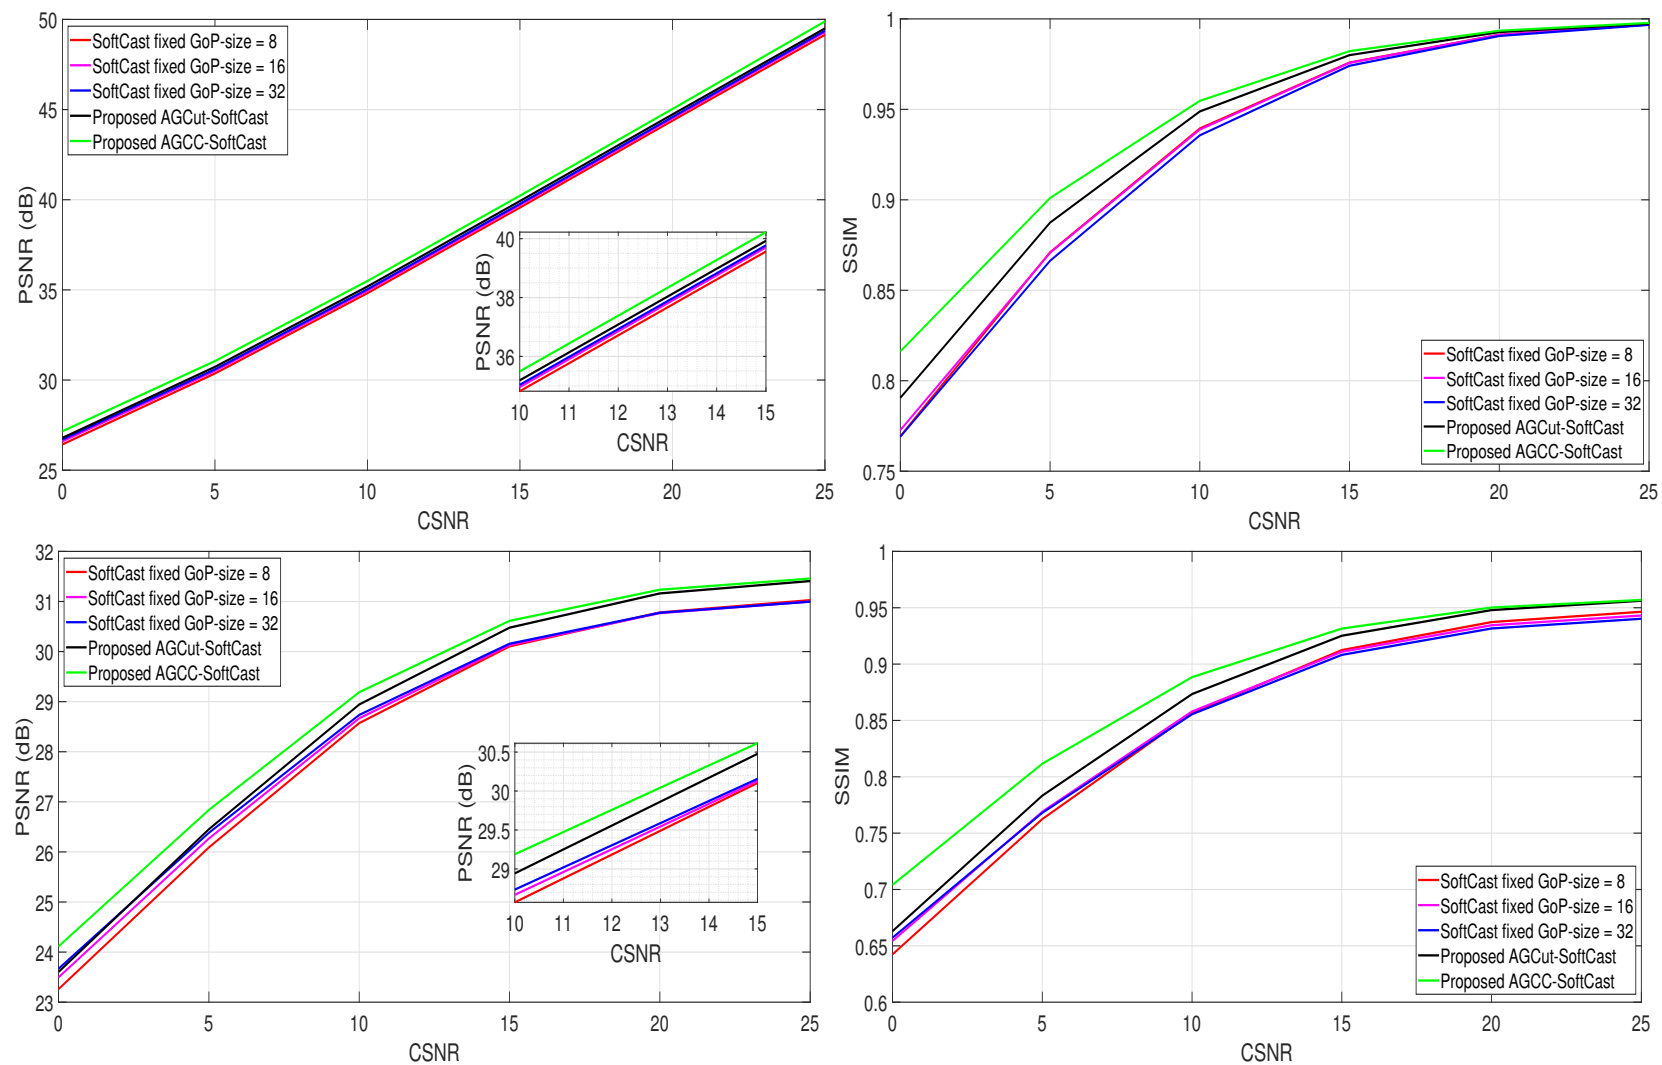 50
45
40
35
30
25
PSNR (dB)
SoftCast fixed GoP-size = 8
SoftCast fixed GoP-size = 16
SoftCast fixed GoP-size = 32
Proposed AGCut-SoftCast
Proposed AGCC-SoftCast
40
38
36
PSNR (dB)
10 11 12 13 14 15
CSNR
0 5 10 15 20 25
CSNR
1
0.95
0.9
0.85
0.8
0.75
SSIM
SoftCast fixed GoP-size = 8
SoftCast fixed GoP-size = 16
SoftCast fixed GoP-size = 32
Proposed AGCut-SoftCast
Proposed AGCC-SoftCast
0 5 10 15 20 25
CSNR
32
31
30
29
28
27
26
25
24
23
PSNR (dB)
SoftCast fixed GoP-size = 8
SoftCast fixed GoP-size = 16
SoftCast fixed GoP-size = 32
Proposed AGCut-SoftCast
Proposed AGCC-SoftCast
30.5
30
29.5
29
PSNR (dB)
10 11 12 13 14 15
CSNR
0 5 10 15 20 25
CSNR
1
0.95
0.9
0.85
0.8
0.75
0.7
0.65
0.6
SSIM
SoftCast fixed GoP-size = 8
SoftCast fixed GoP-size = 16
SoftCast fixed GoP-size = 32
Proposed AGCut-SoftCast
Proposed AGCC-SoftCast
0 5 10 15 20 25
CSNR